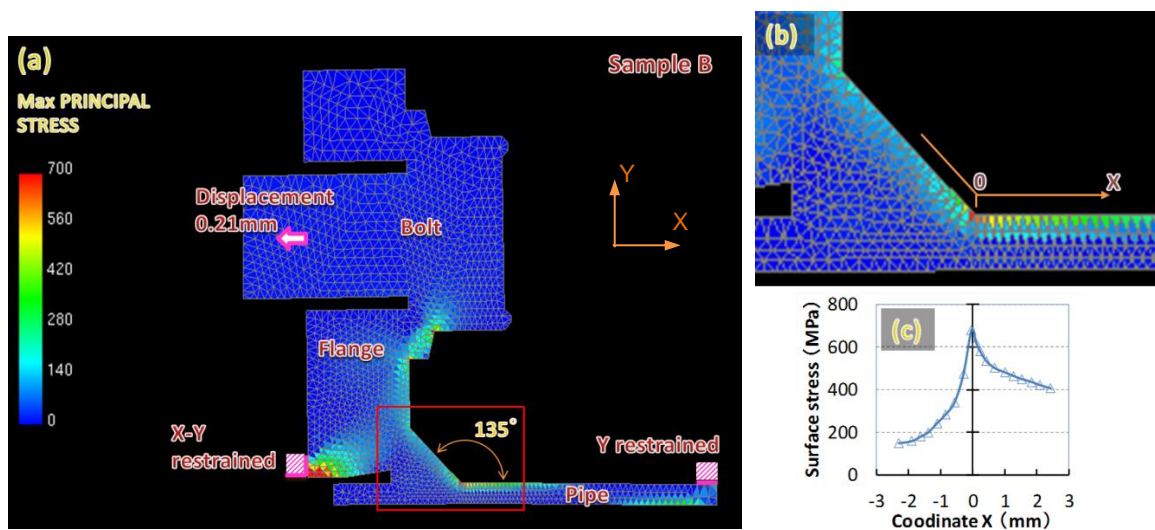 (a)
Sample B
Max PRINCIPAL
STRESS
700
560
420
280
140
0
Displacement
0.21mm
Bolt
Y
X
Flange
X-Y
restrained
135°
Y restrained
Pipe
(b)
0
X
(c)
Surface stress (MPa)
800
600
400
200
0
-3 -2 -1 0 1 2 3
Coodinate X (mm)